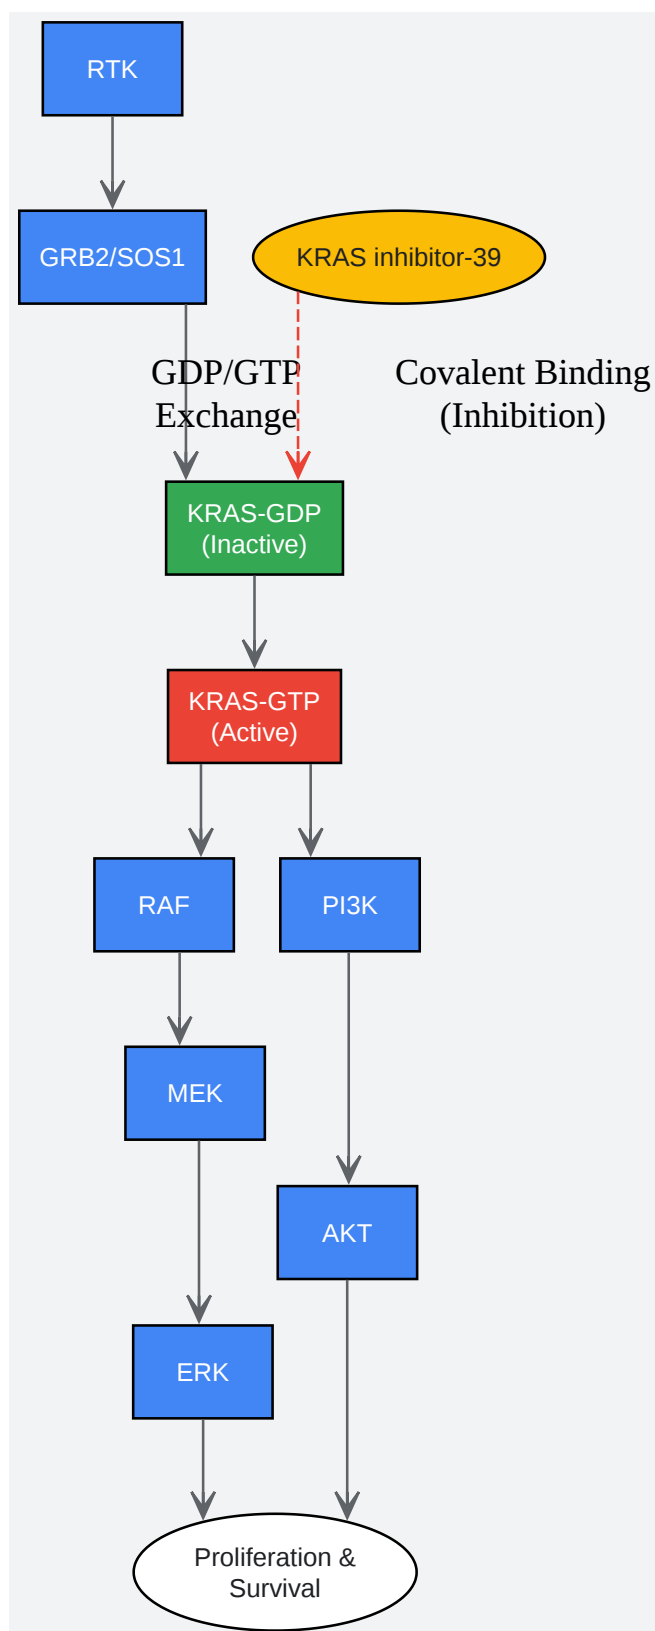 RTK
GRB2/SOS1
KRAS inhibitor-39
GDP/GTP
Exchange
Covalent Binding
(Inhibition)
KRAS-GDP
(Inactive)
KRAS-GTP
(Active)
RAF
PI3K
MEK
AKT
ERK
Proliferation &
Survival